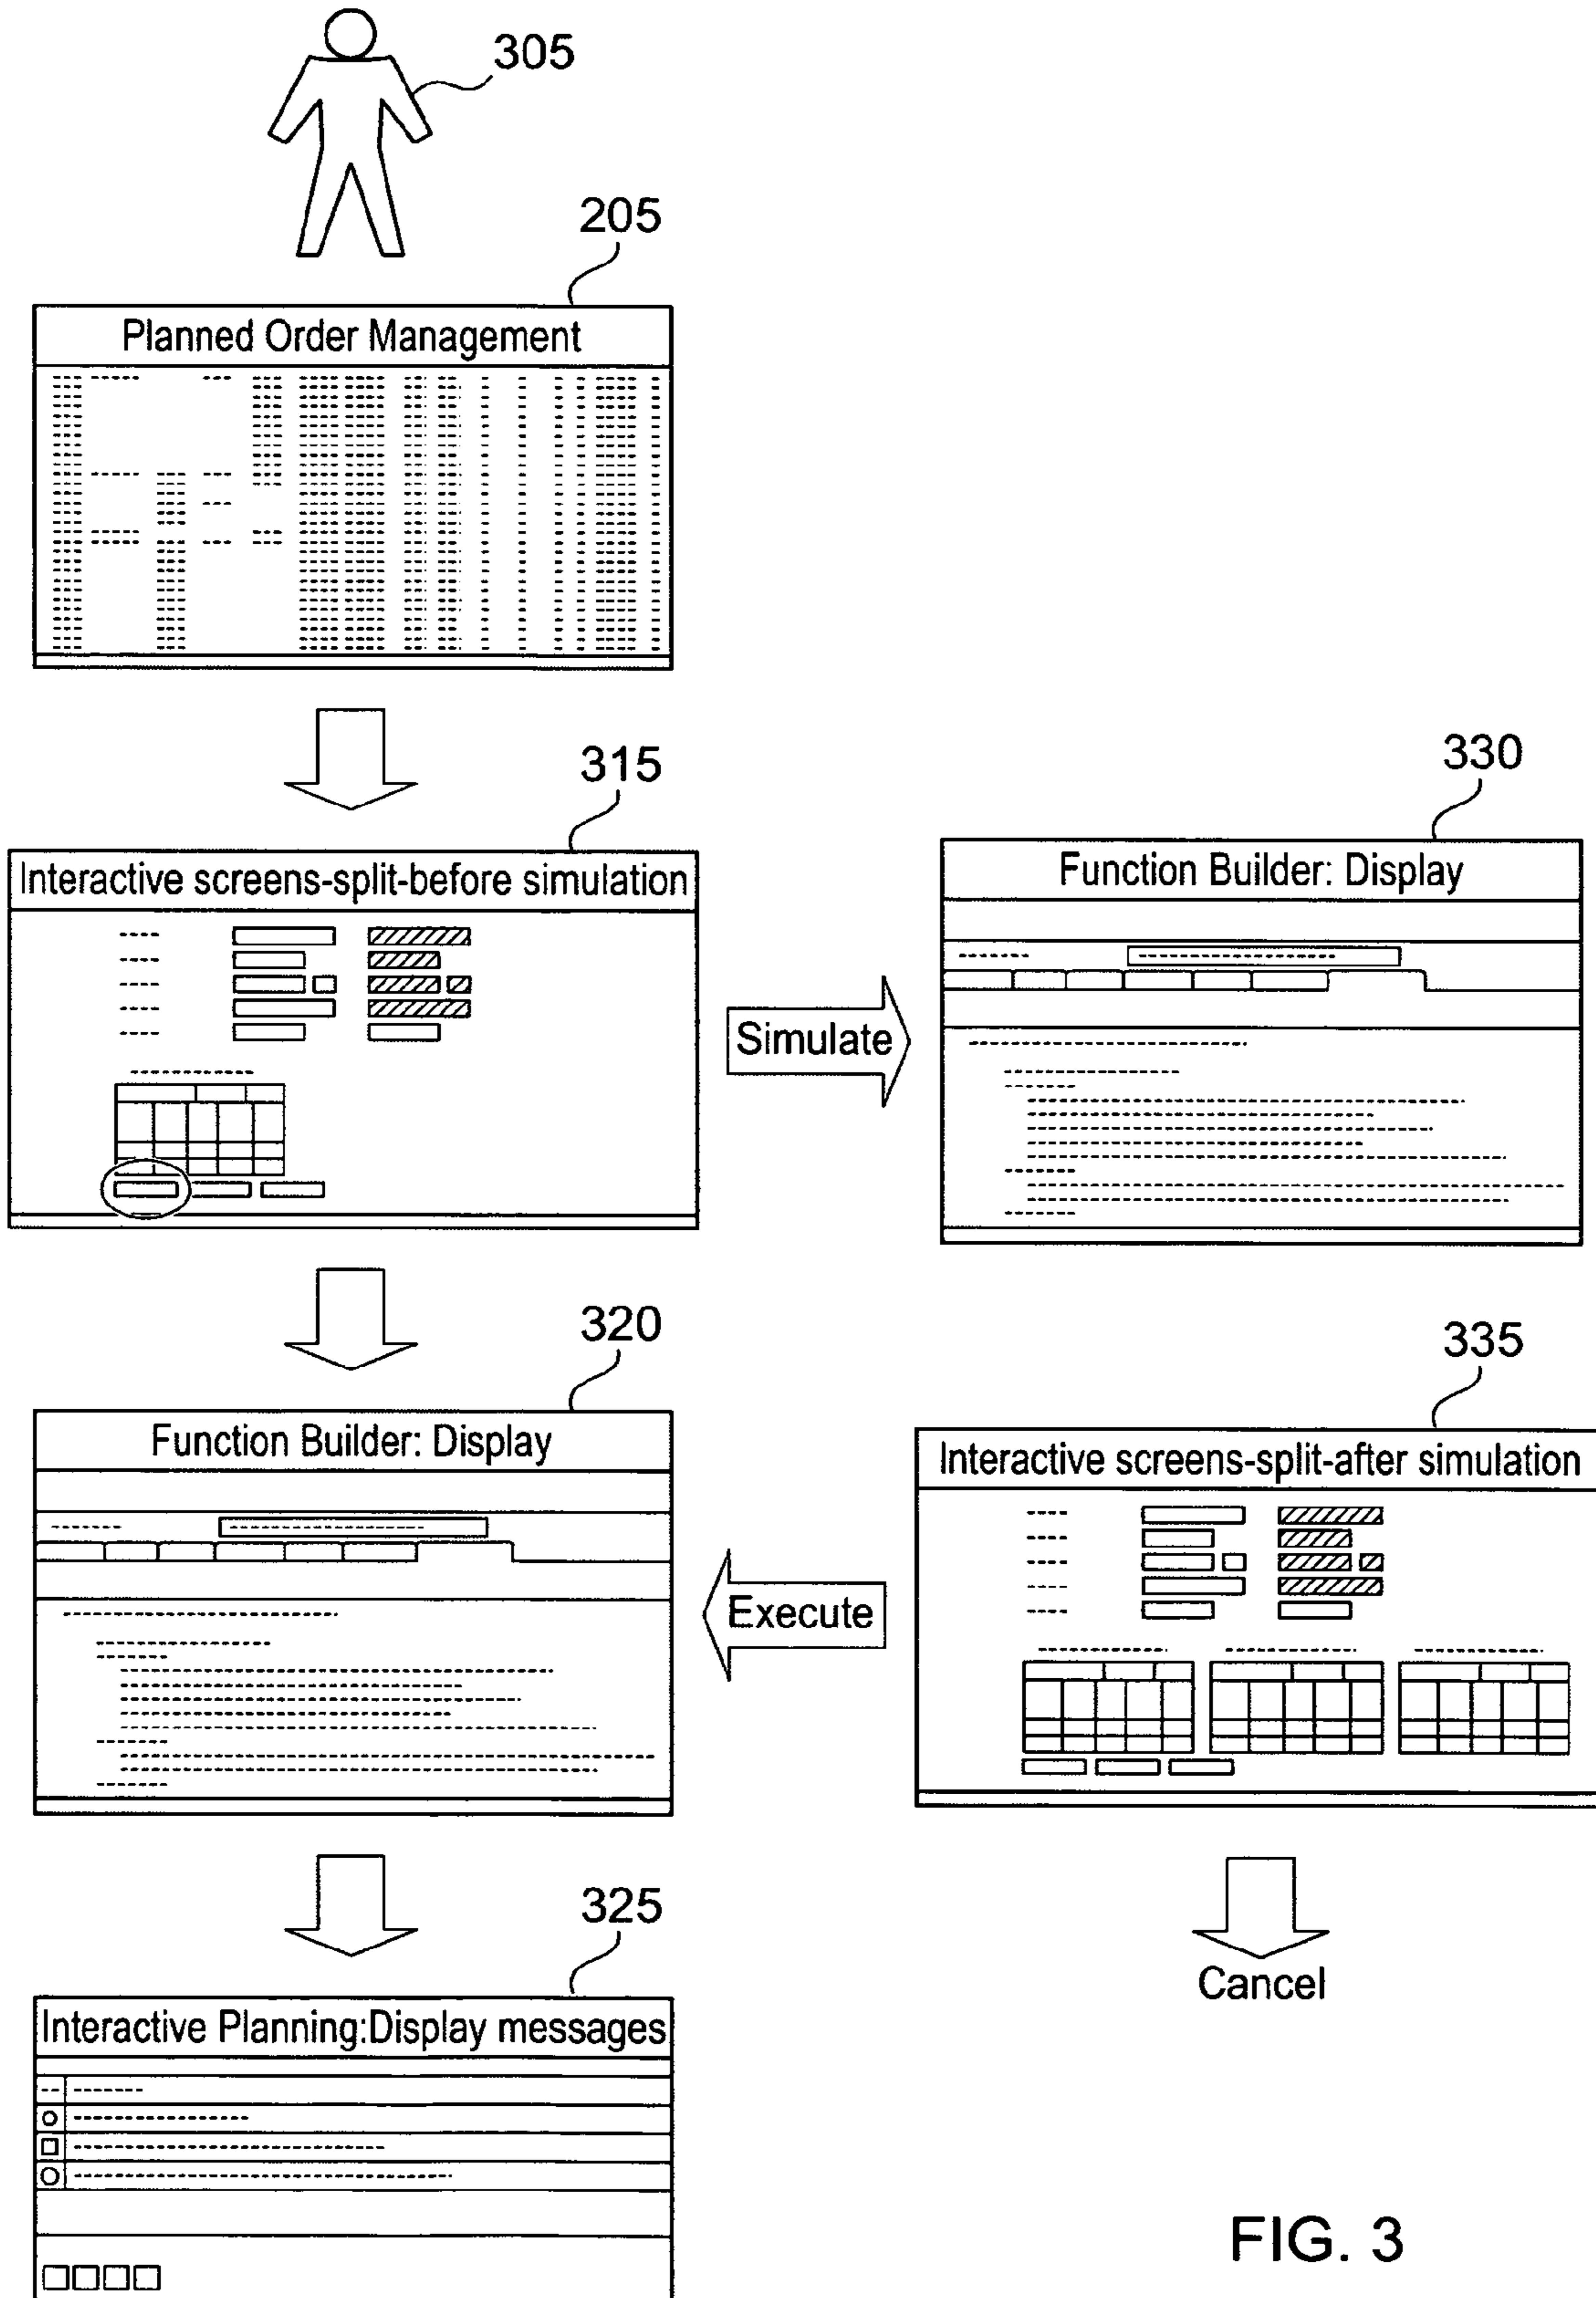 305
205
Planned Order Management
315
330
Interactive screens-split-before simulation
Function Builder: Display
Simulate
320
335
Function Builder: Display
Interactive screens-split-after simulation
Execute
325
Cancel
Interactive Planning:Display messages
FIG. 3